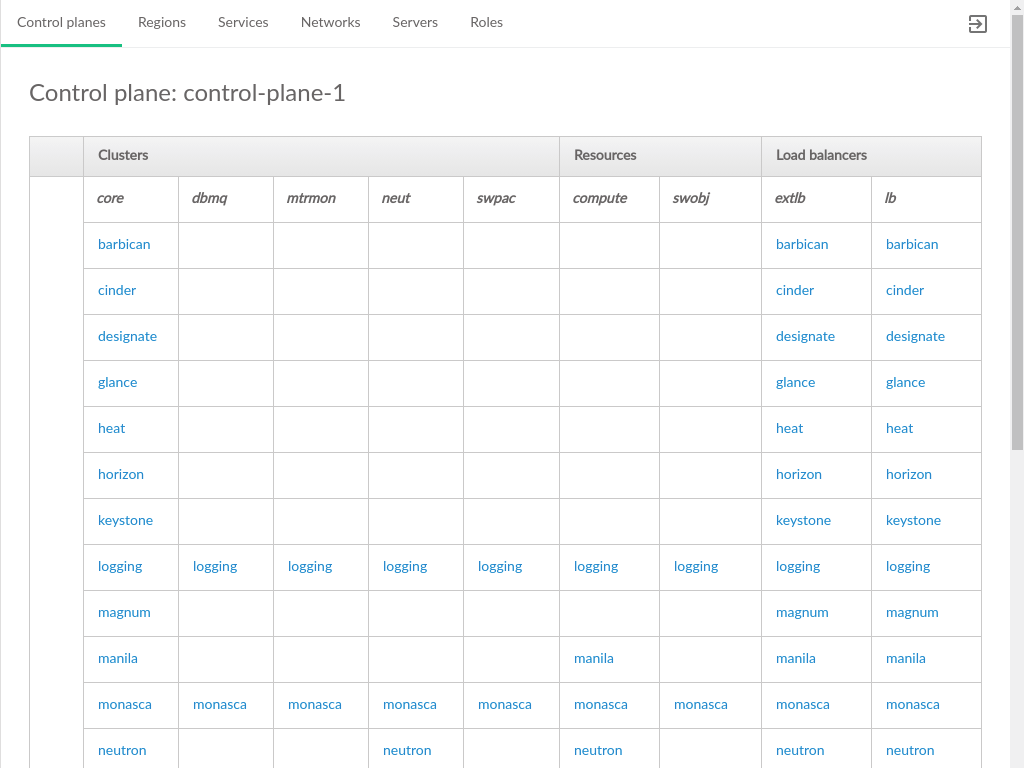 Control planes Regions Services Networks Servers Roles
Control plane: control-plane-1
Clusters Resources Load balancers
core dbmq mtrmon neut swpac compute swobj extlb lb
barbican barbican barbican
cinder cinder cinder
designate designate designate
glance glance glance
heat heat heat
horizon horizon horizon
keystone keystone keystone
logging logging logging logging logging logging logging logging logging
magnum magnum magnum
manila manila manila manila
monasca monasca monasca monasca monasca monasca monasca monasca monasca
neutron neutron neutron neutron neutron